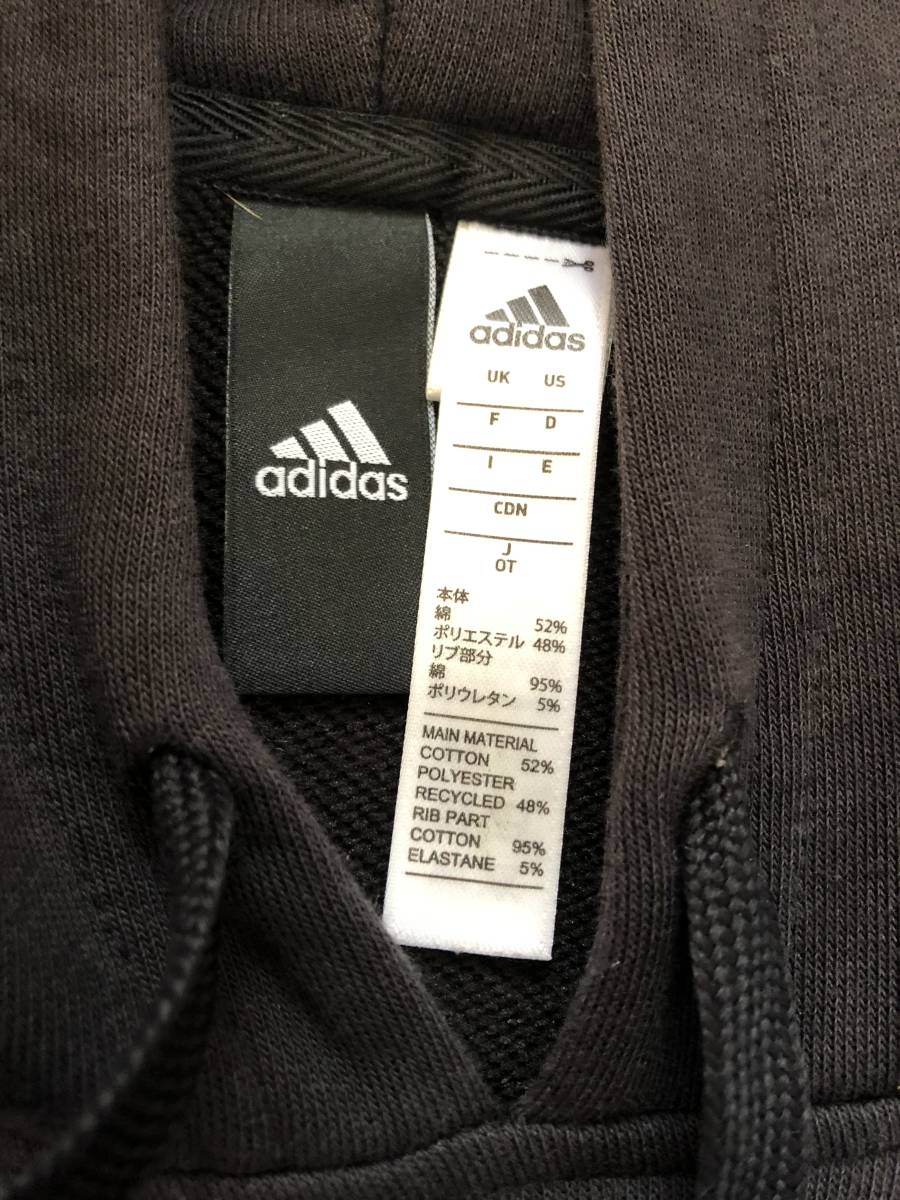 adidas
adidas
UK US
F D
I E
CDN
J
OT
本体
綿 52%
ポリエステル 48%
リブ部分
綿 95%
ポリウレタン 5%
MAIN MATERIAL
COTTON 52%
POLYESTER
RECYCLED 48%
RIB PART
COTTON 95%
ELASTANE 5%